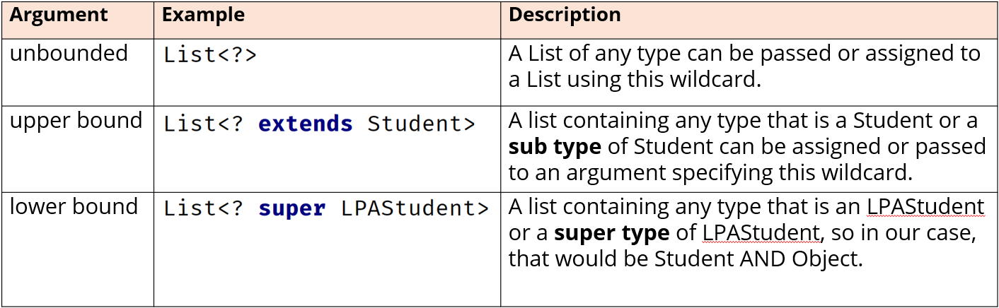 Argument Example Description
unbounded List<?> A List of any type can be passed or assigned to
a List using this wildcard.
upper bound List<? extends Student> A list containing any type that is a Student or a
sub type of Student can be assigned or passed
to an argument specifying this wildcard.
lower bound List<? super LPAStudent> A list containing any type that is an LPAStudent
or a super type of LPAStudent, so in our case,
that would be Student AND Object.